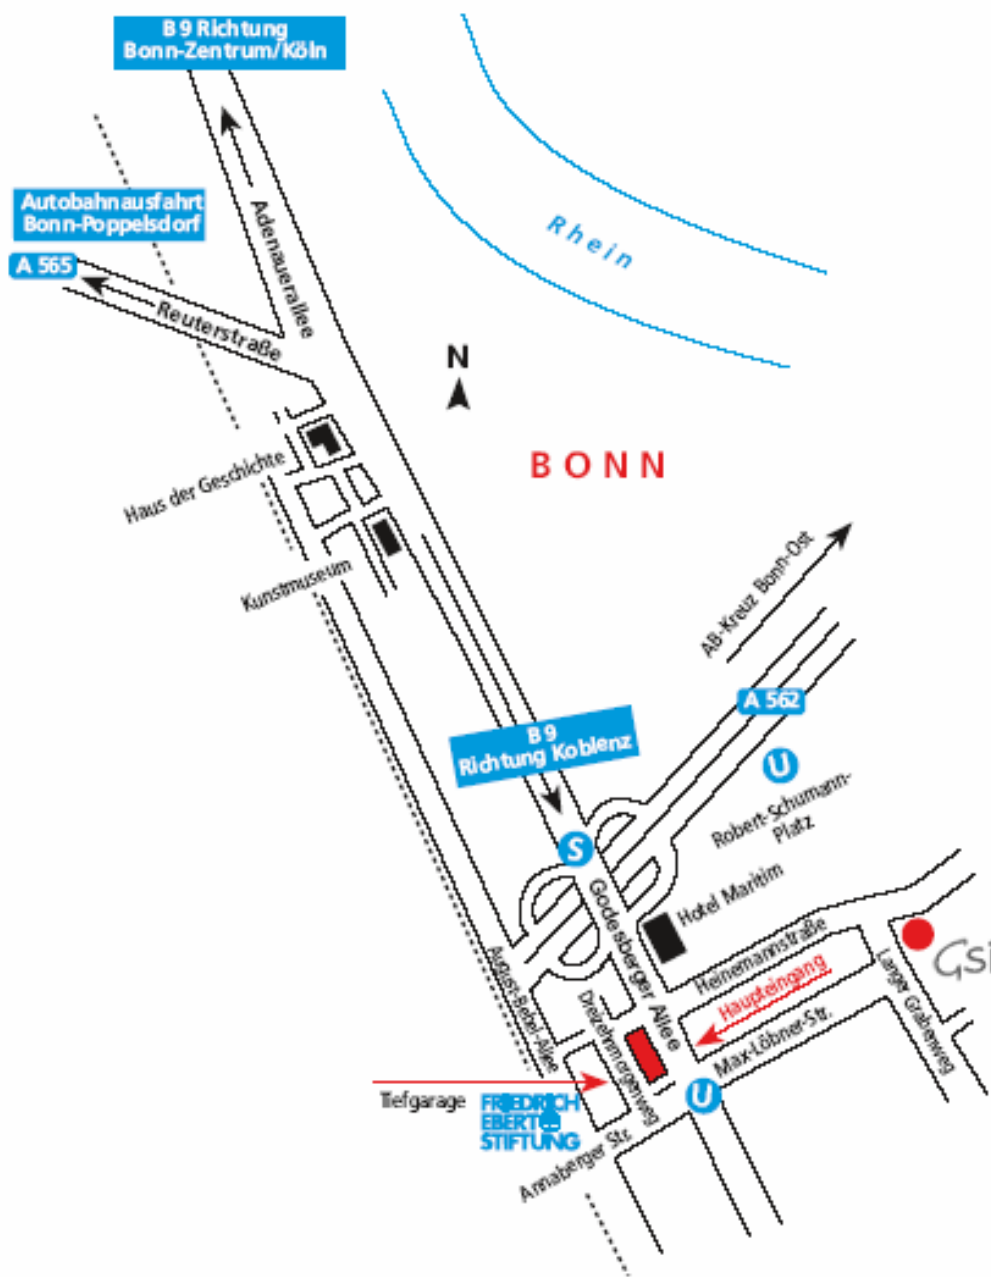 B 9 Richtung
Bonn-Zentrum/Köln
Autobahnausfahrt
Bonn-Poppelsdorf
A 565
Adenauerallee
Reuterstraße
Rhein
N
BONN
Haus der Geschichte
Kunstmuseum
AB-Kreuz Bonn-Ost
A 562
B 9
Richtung Koblenz
U
Robert-Schumann-
Platz
S
Godesberger Allee
Hotel Maritim
Heinemannstraße
Haupteingang
Max-Löbner-Str.
Langer Grabenweg
August-Bebel-Allee
Dreizehnmorgenweg
U
Tiefgarage
FRIEDRICH
EBERT
STIFTUNG
Annaberger Str.